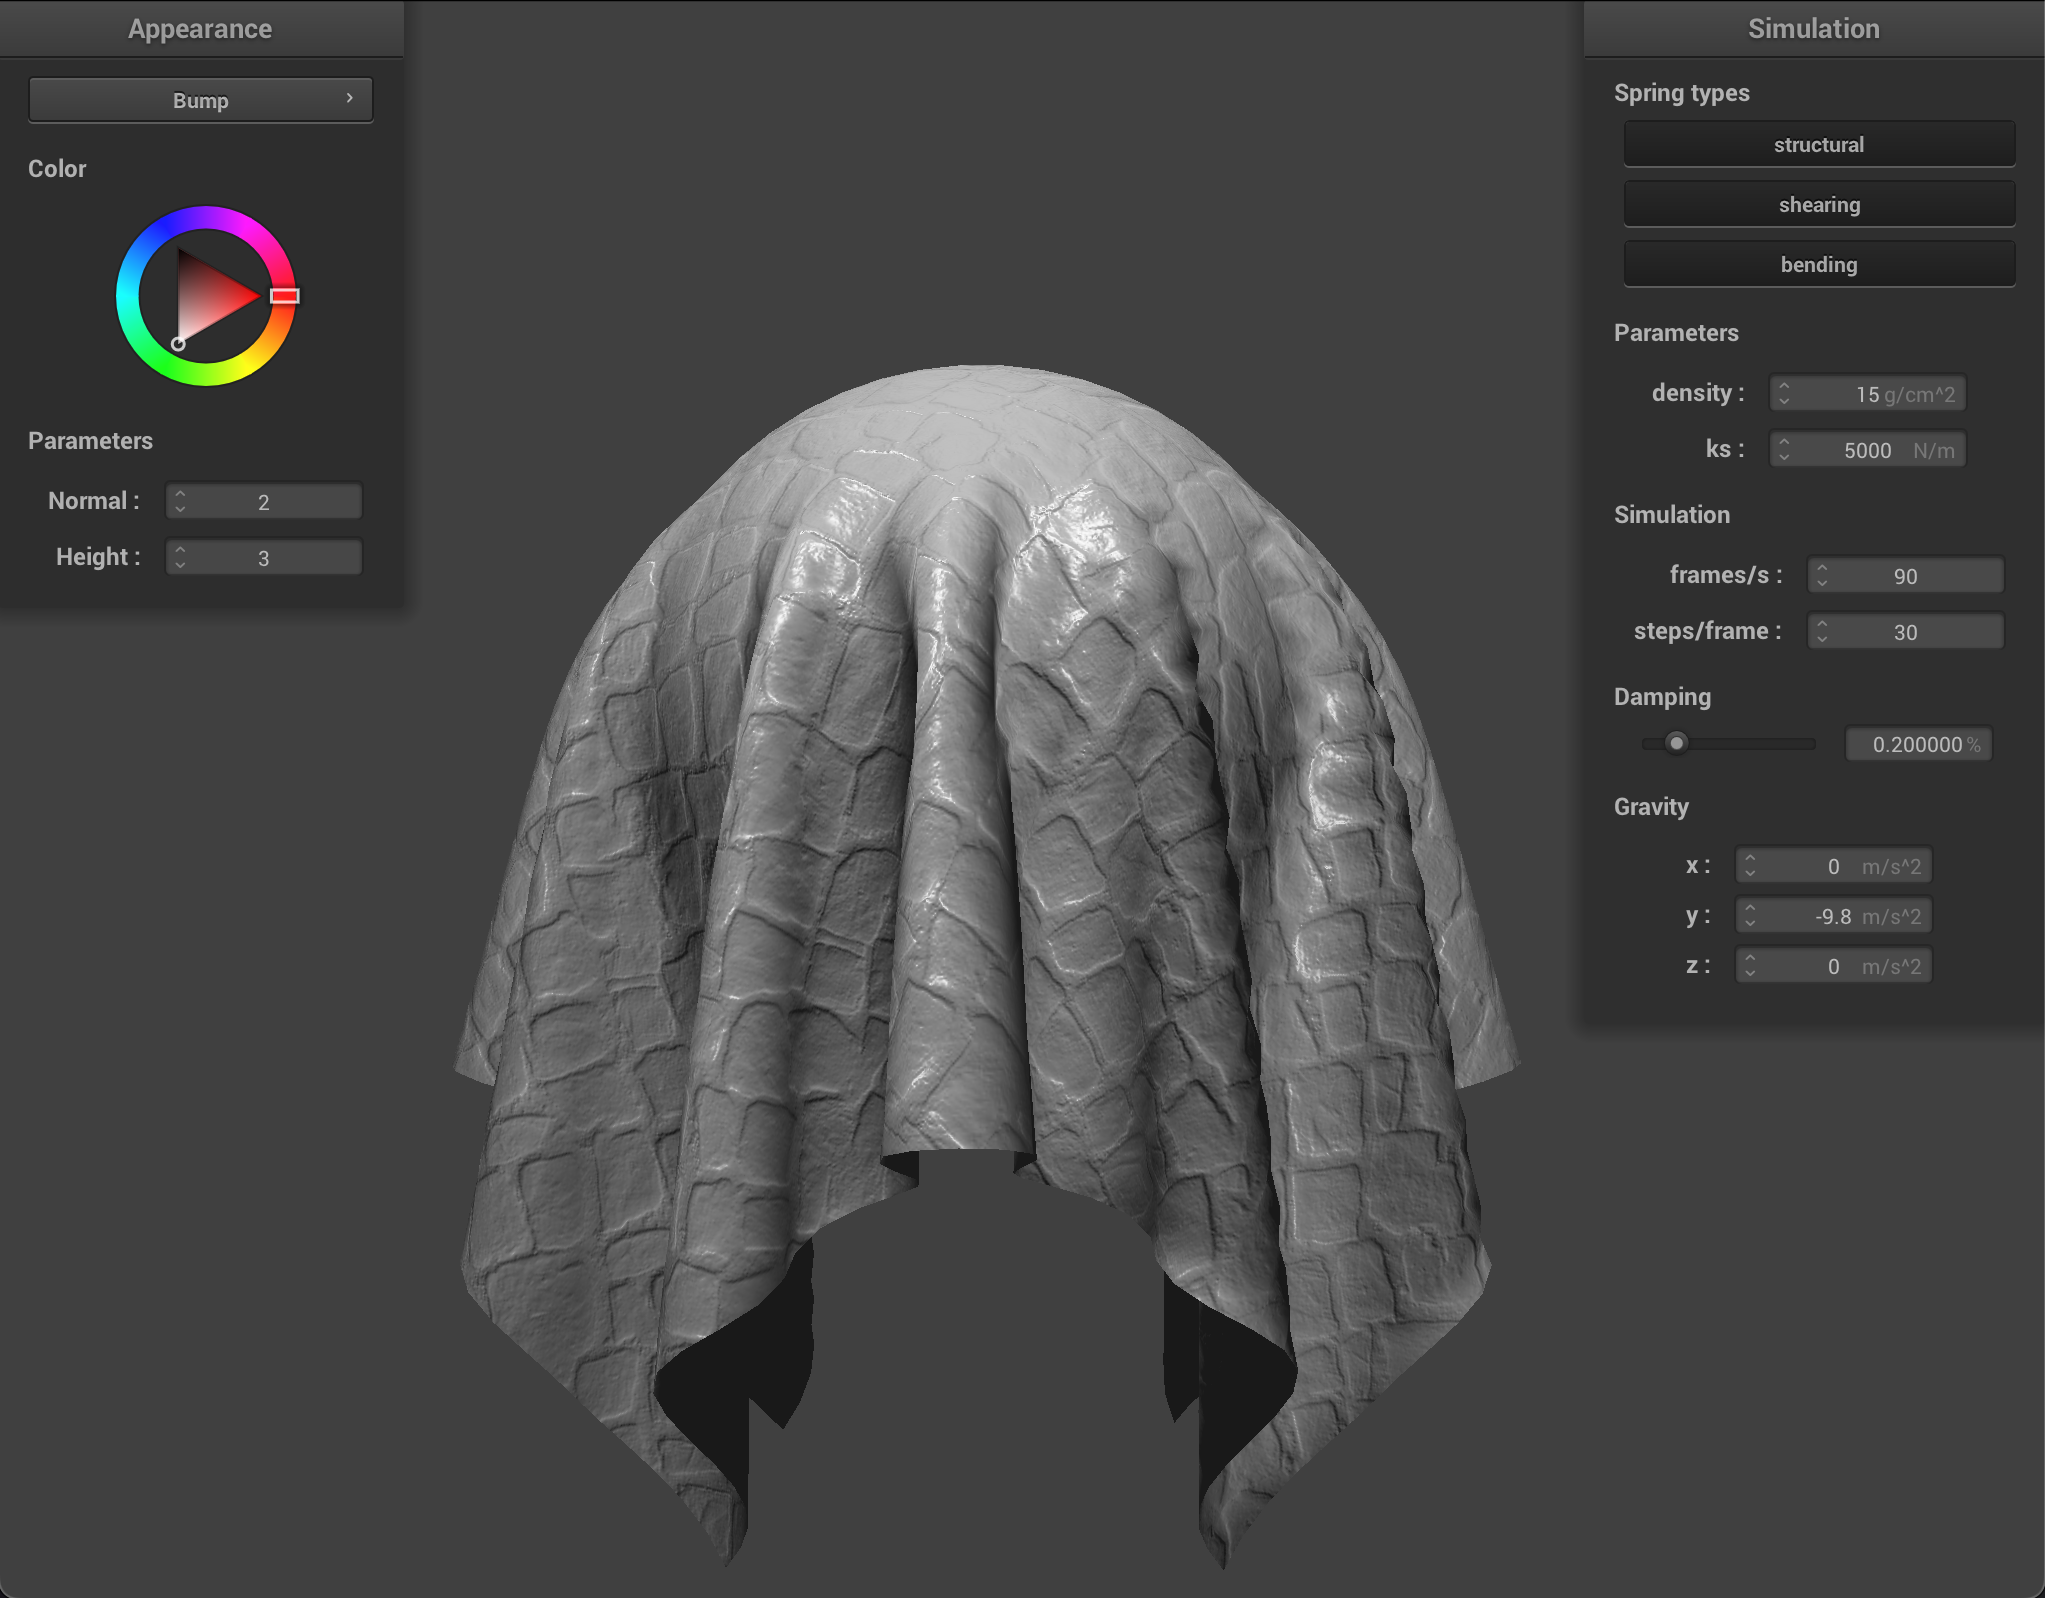 Appearance
Bump
Color
Parameters
Normal : 2
Height : 3
Simulation
Spring types
structural
shearing
bending
Parameters
density : 15 g/cm^2
ks : 5000 N/m
Simulation
frames/s : 90
steps/frame : 30
Damping
0.200000 %
Gravity
x : 0 m/s^2
y : -9.8 m/s^2
z : 0 m/s^2